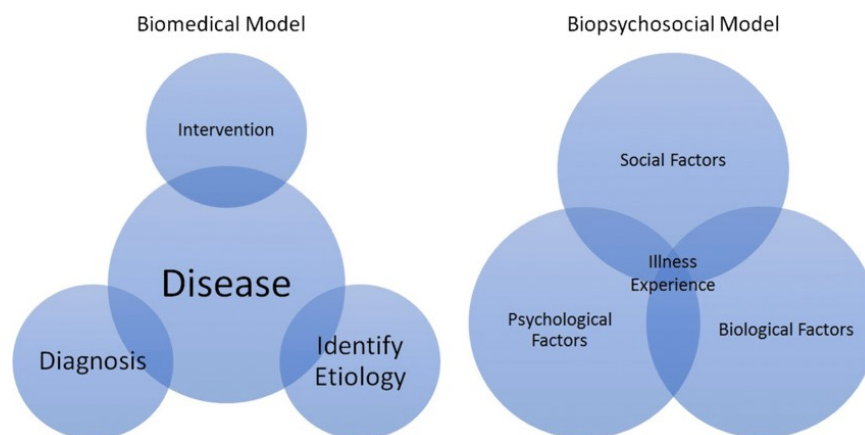 Biomedical Model
Biopsychosocial Model
Intervention
Disease
Diagnosis
Identify
Etiology
Social Factors
Illness
Experience
Psychological
Factors
Biological Factors